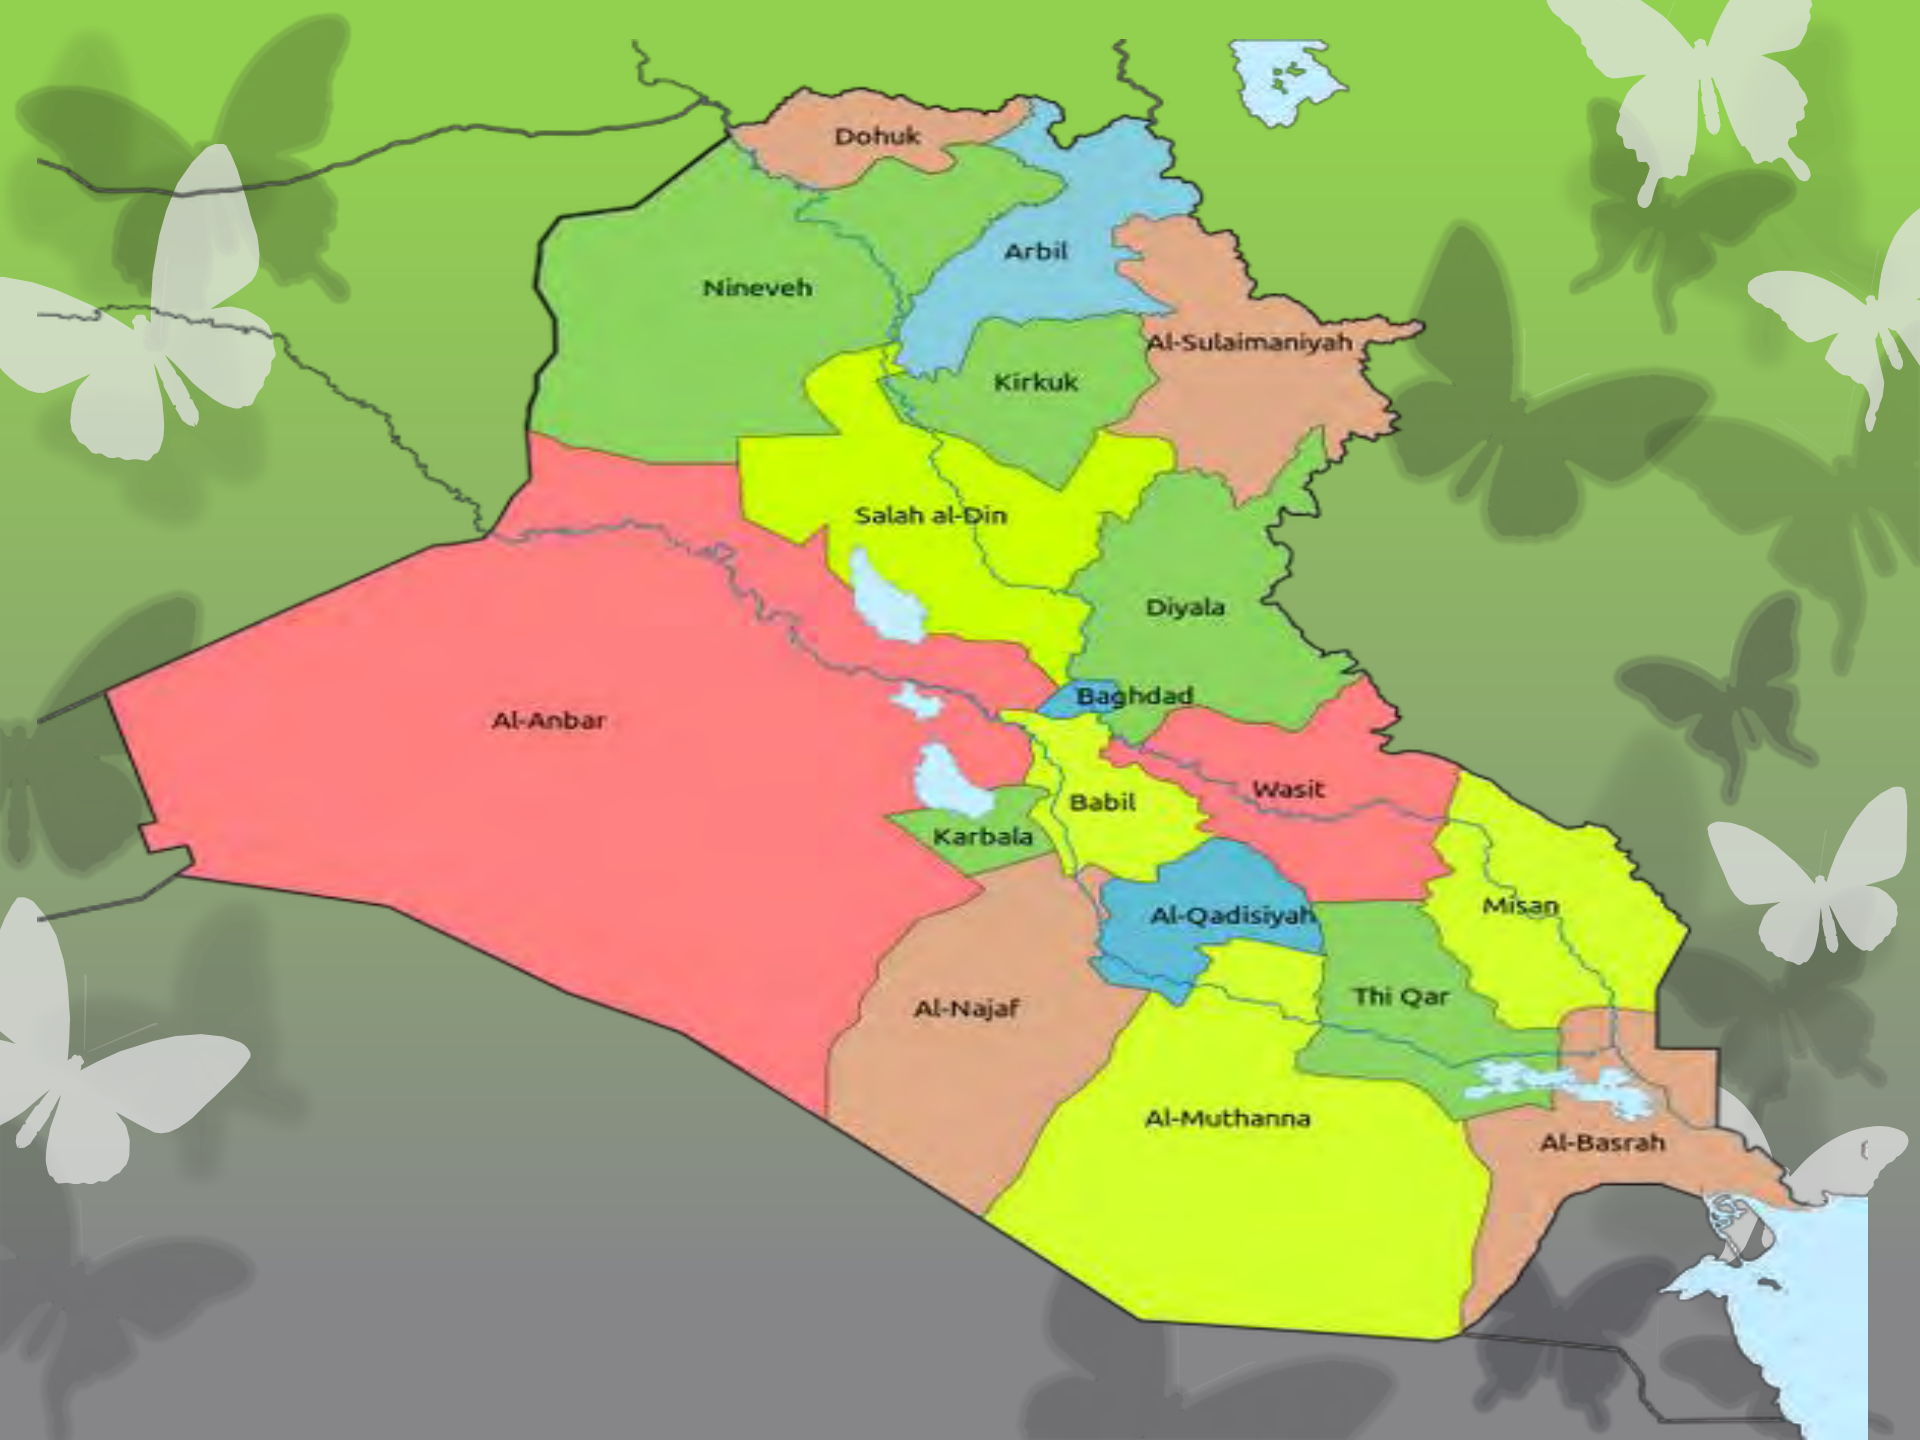 Dohuk
Arbil
Nineveh
Al-Sulaimaniyah
Kirkuk
Salah al-Din
Diyala
Baghdad
Al-Anbar
Wasit
Babil
Karbala
Misan
Al-Qadisiyah
Thi Qar
Al-Najaf
Al-Muthanna
Al-Basrah